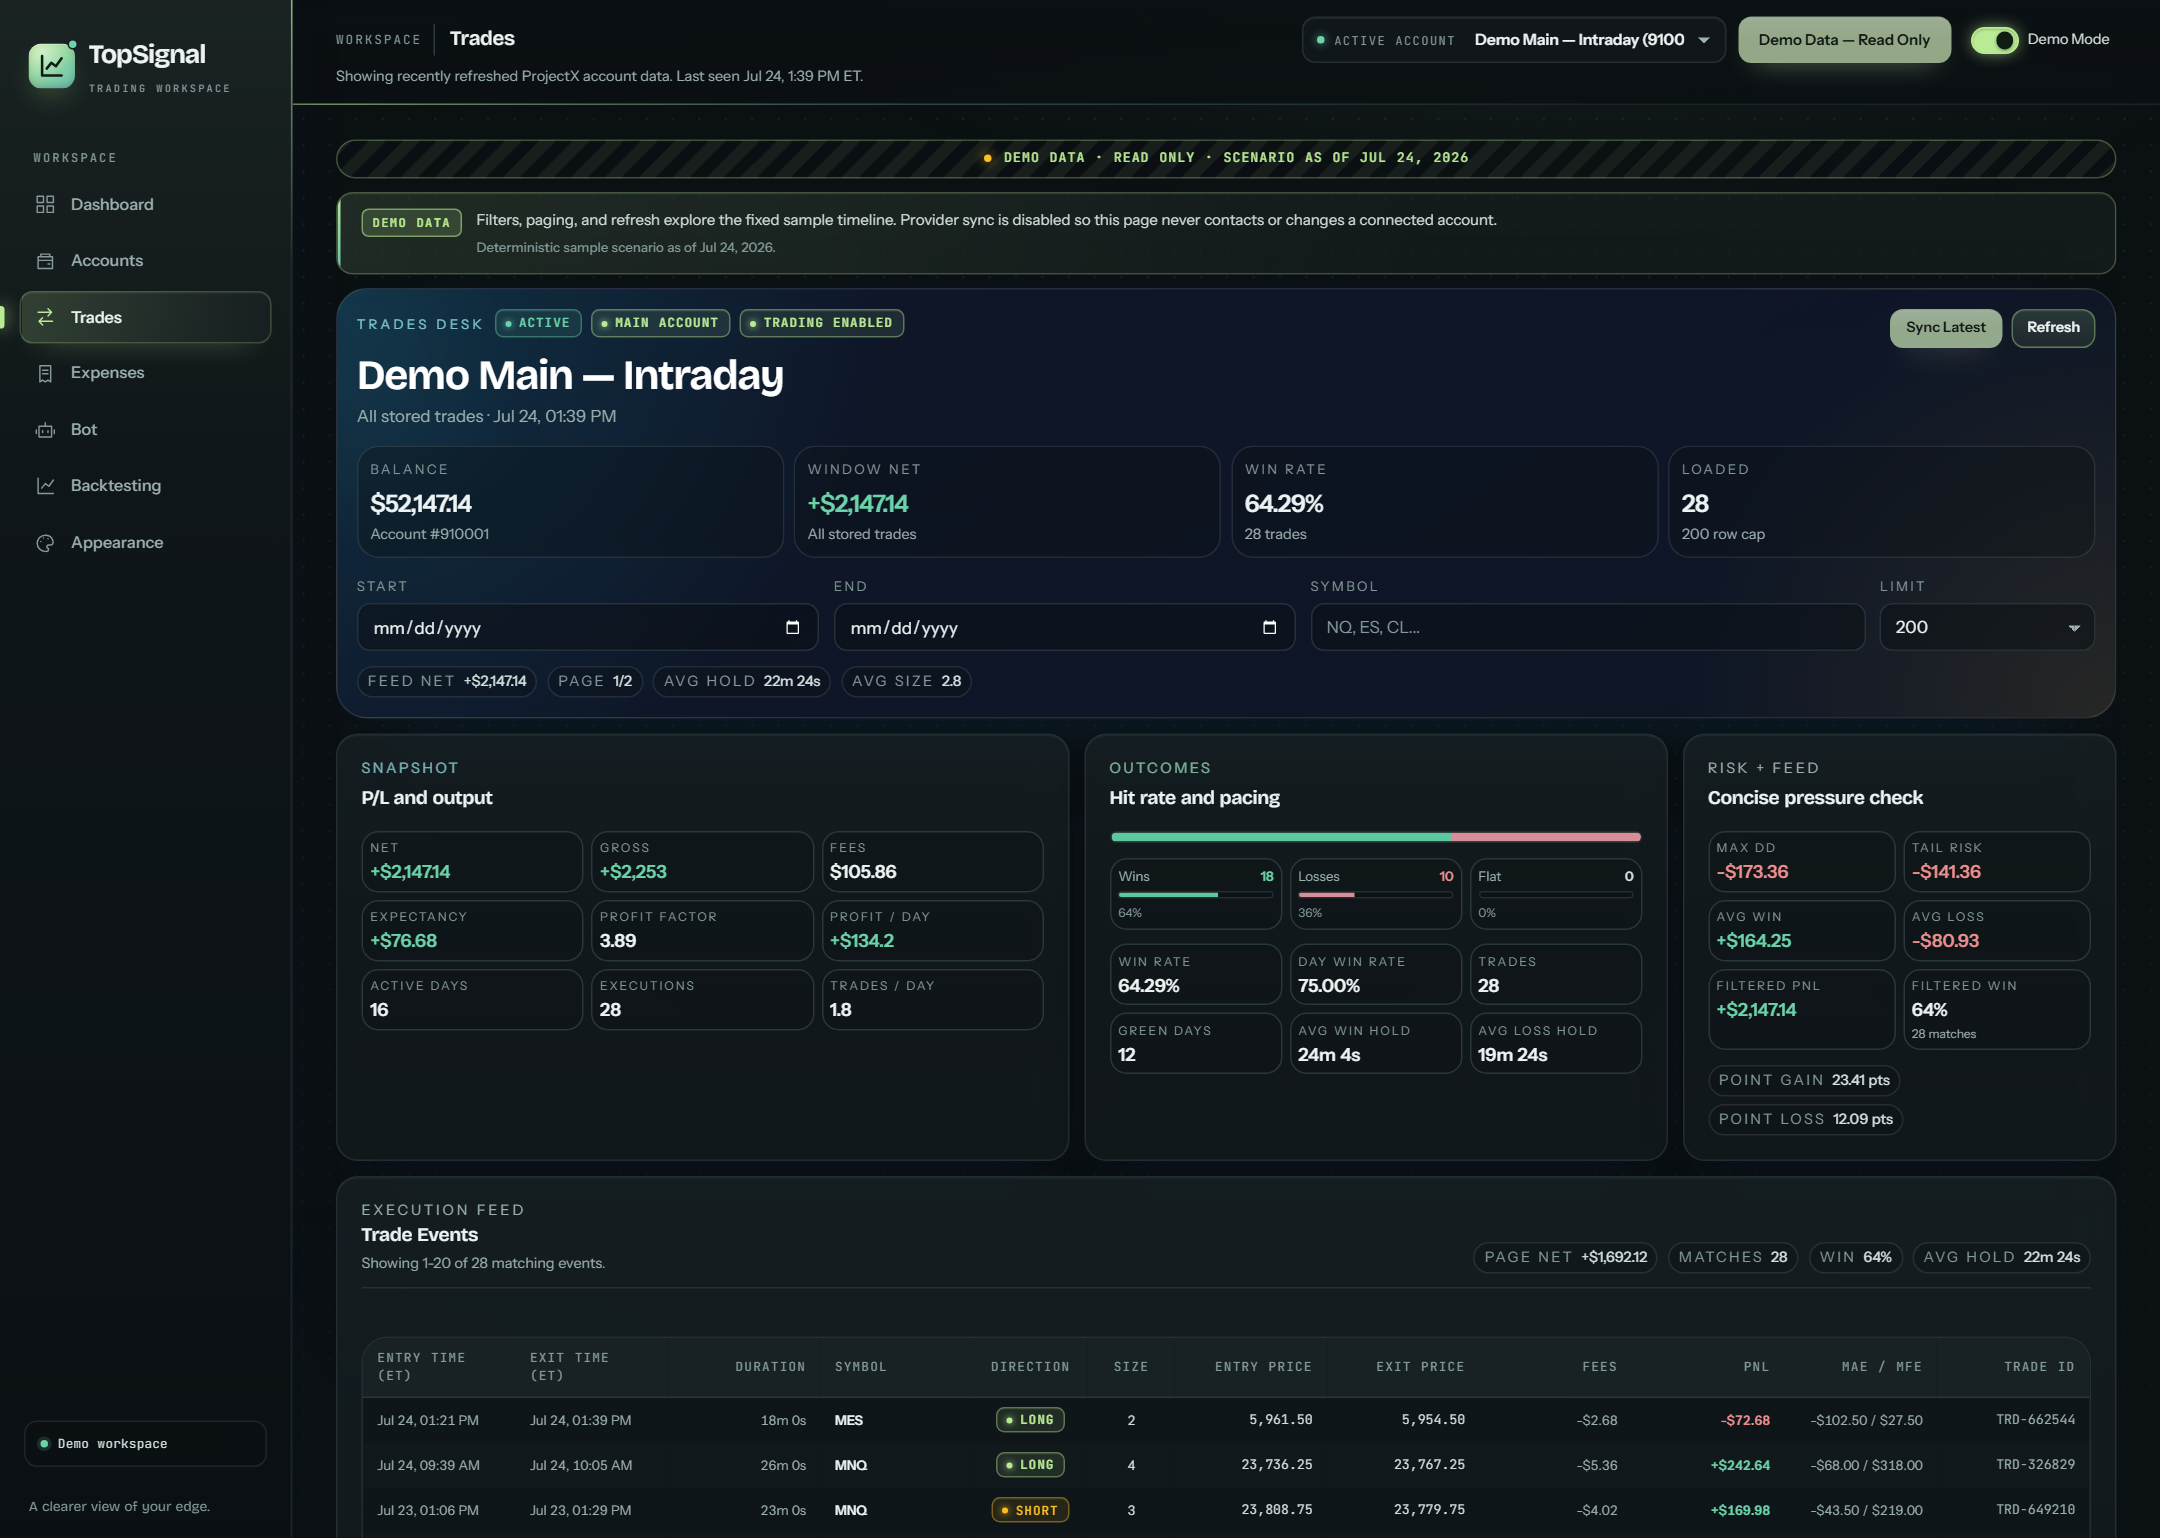 TopSignal
TRADING WORKSPACE
WORKSPACE
Dashboard
Accounts
Trades
Expenses
Bot
Backtesting
Appearance
Demo workspace
A clearer view of your edge.
WORKSPACE
Trades
Showing recently refreshed ProjectX account data. Last seen Jul 24, 1:39 PM ET.
ACTIVE ACCOUNT Demo Main — Intraday (9100
Demo Data — Read Only
Demo Mode
DEMO DATA · READ ONLY · SCENARIO AS OF JUL 24, 2026
DEMO DATA
Filters, paging, and refresh explore the fixed sample timeline. Provider sync is disabled so this page never contacts or changes a connected account.
Deterministic sample scenario as of Jul 24, 2026.
TRADES DESK ACTIVE MAIN ACCOUNT TRADING ENABLED
Sync Latest Refresh
Demo Main — Intraday
All stored trades · Jul 24, 01:39 PM
BALANCE
$52,147.14
Account #910001
WINDOW NET
+$2,147.14
All stored trades
WIN RATE
64.29%
28 trades
LOADED
28
200 row cap
START
mm/dd/yyyy
END
mm/dd/yyyy
SYMBOL
NQ, ES, CL...
LIMIT
200
FEED NET +$2,147.14 PAGE 1/2 AVG HOLD 22m 24s AVG SIZE 2.8
SNAPSHOT
P/L and output
NET
+$2,147.14
GROSS
+$2,253
FEES
$105.86
EXPECTANCY
+$76.68
PROFIT FACTOR
3.89
PROFIT / DAY
+$134.2
ACTIVE DAYS
16
EXECUTIONS
28
TRADES / DAY
1.8
OUTCOMES
Hit rate and pacing
Wins 18
64%
Losses 10
36%
Flat 0
0%
WIN RATE
64.29%
DAY WIN RATE
75.00%
TRADES
28
GREEN DAYS
12
AVG WIN HOLD
24m 4s
AVG LOSS HOLD
19m 24s
RISK + FEED
Concise pressure check
MAX DD
-$173.36
TAIL RISK
-$141.36
AVG WIN
+$164.25
AVG LOSS
-$80.93
FILTERED PNL
+$2,147.14
FILTERED WIN
64%
28 matches
POINT GAIN 23.41 pts
POINT LOSS 12.09 pts
EXECUTION FEED
Trade Events
Showing 1-20 of 28 matching events.
PAGE NET +$1,692.12 MATCHES 28 WIN 64% AVG HOLD 22m 24s
ENTRY TIME (ET) EXIT TIME (ET) DURATION SYMBOL DIRECTION SIZE ENTRY PRICE EXIT PRICE FEES PNL MAE / MFE TRADE ID
Jul 24, 01:21 PM Jul 24, 01:39 PM 18m 0s MES LONG 2 5,961.50 5,954.50 -$2.68 -$72.68 -$102.50 / $27.50 TRD-662544
Jul 24, 09:39 AM Jul 24, 10:05 AM 26m 0s MNQ LONG 4 23,736.25 23,767.25 -$5.36 +$242.64 -$68.00 / $318.00 TRD-326829
Jul 23, 01:06 PM Jul 23, 01:29 PM 23m 0s MNQ SHORT 3 23,808.75 23,779.75 -$4.02 +$169.98 -$43.50 / $219.00 TRD-649210